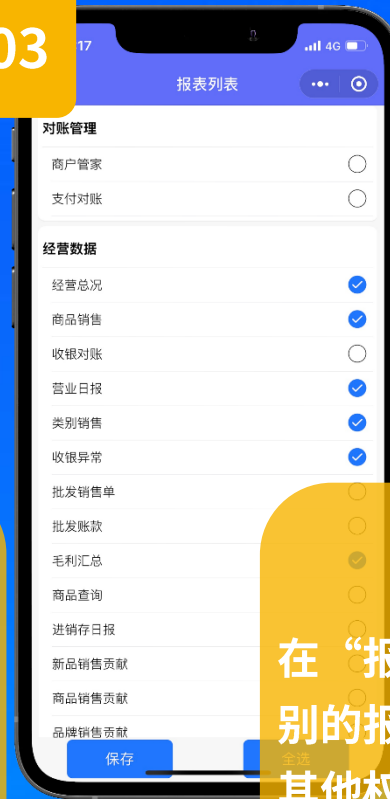 03
17
4G
报表列表
对账管理
商户管家
支付对账
经营数据
经营总况
商品销售
收银对账
营业日报
类别销售
收银异常
批发销售单
批发账款
毛利汇总
商品查询
进销存日报
新品销售贡献
商品销售贡献
品牌销售贡献
保存
全选
在“报
别的报
其他权